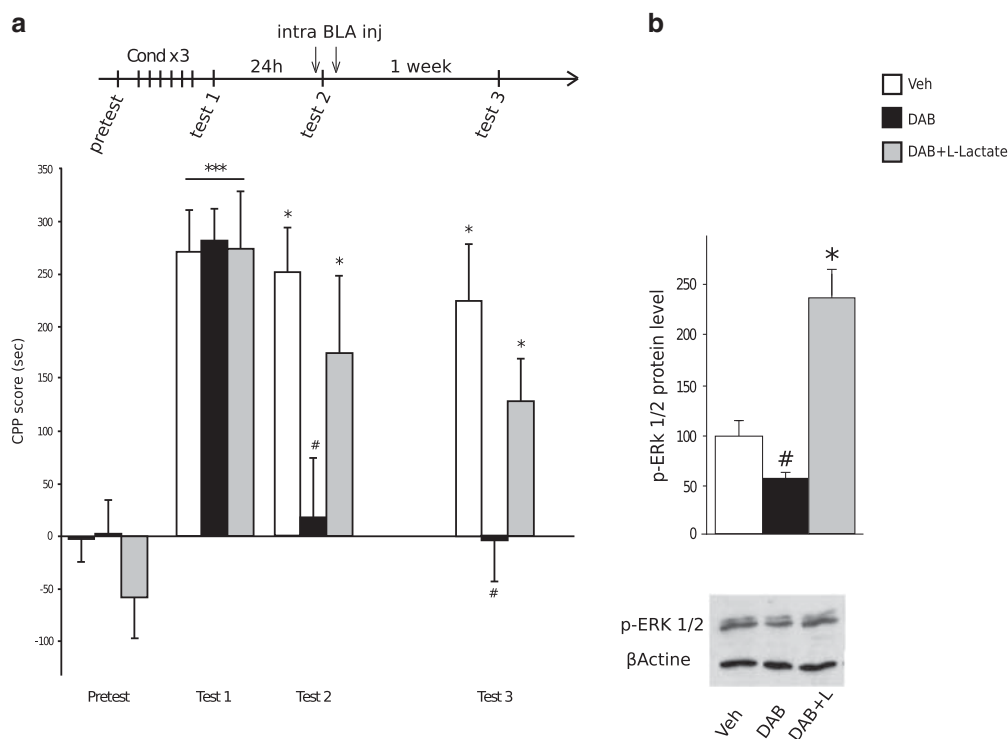 a
intra BLA inj
Cond x3
24h
1 week
pretest
test 1
test 2
test 3
350
300
250
200
150
100
50
0
-50
-100
CPP score (sec)
***
*
#
*
*
#
*
Pretest
Test 1
Test 2
Test 3
b
Veh
DAB
DAB+L-Lactate
250
200
150
100
50
0
p-ERk 1/2 protein level
#
*
p-ERK 1/2
βActine
Veh
DAB
DAB+L